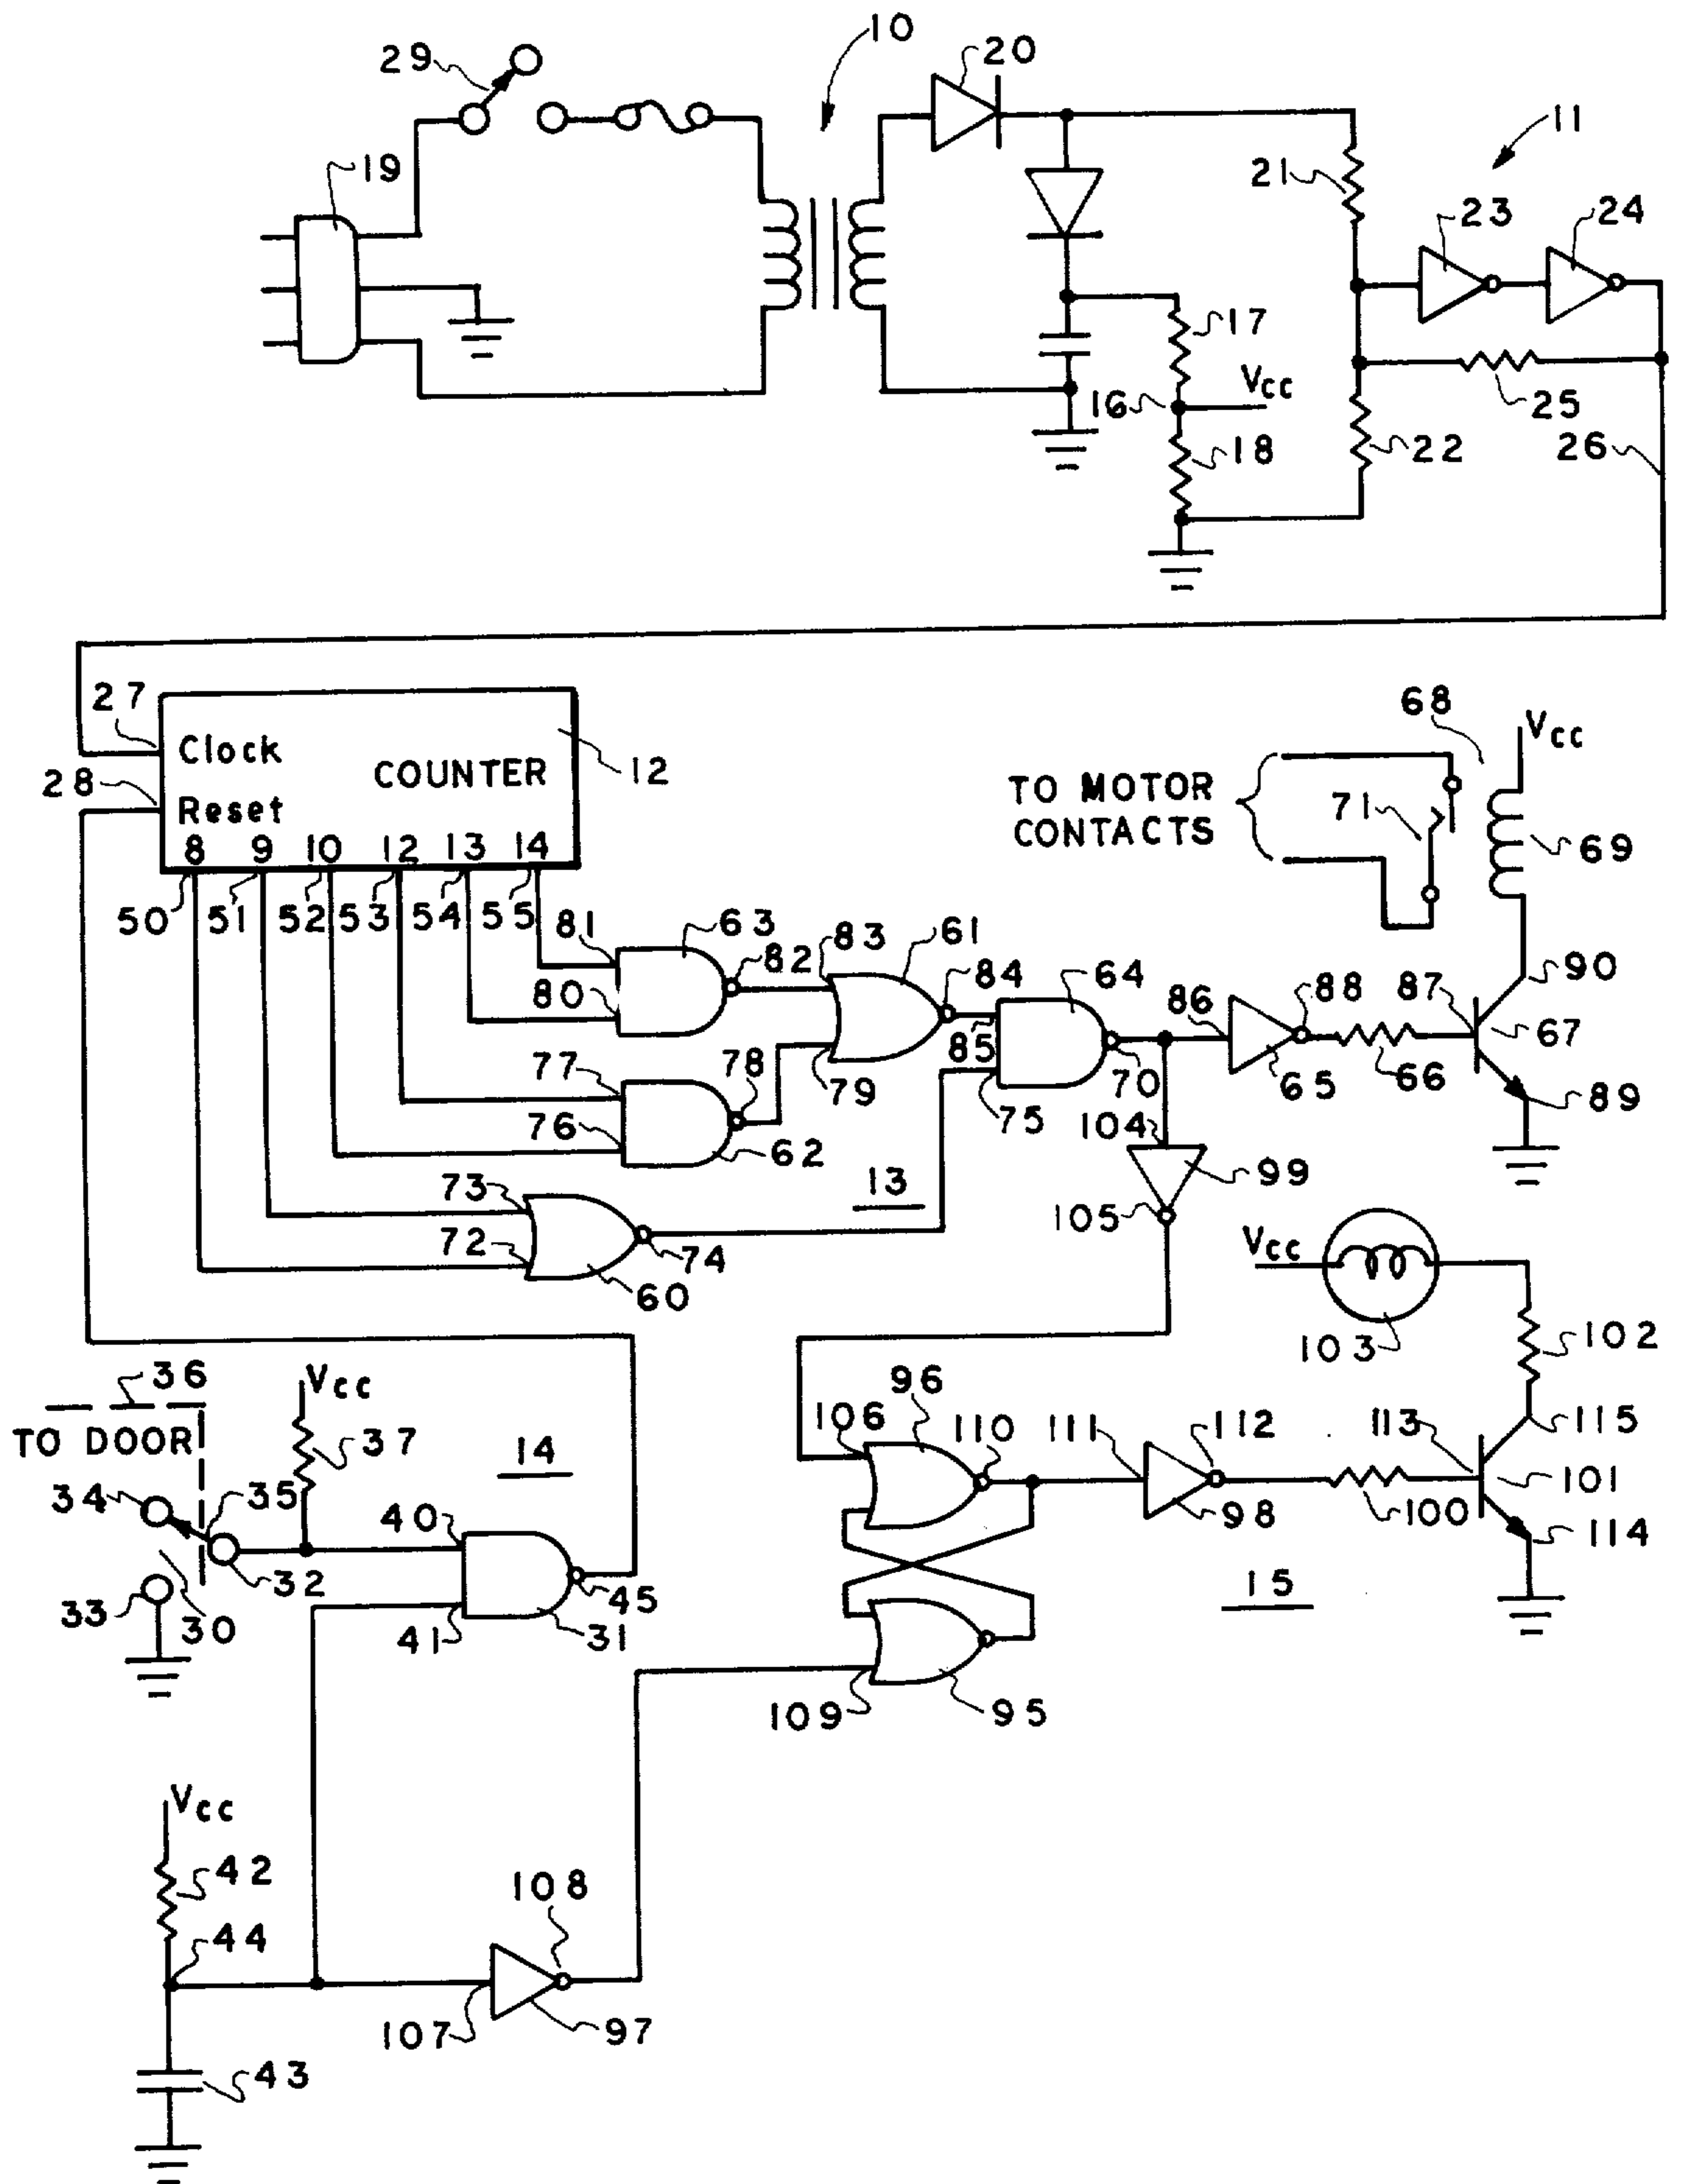 10
20
29
11
19
21
23
24
17
Vcc
16
25
18
22
26
27
68
Vcc
Clock
COUNTER
12
28
TO MOTOR
71
Reset
CONTACTS
69
8 9 10 12 13 14
50 51 52 53 54 55
81 63 82 83 61 84 64
90
80
86 88 87 67
85
78 70 65 66
77 79 75 89
76 104
62 99
73 13 105
72 74 Vcc
60
103 102
36 Vcc
96
TO DOOR 37 14 106 110 111 112 113 115
34 35 40 101
98 100 114
32 45 15
33 30 41 31
109 95
Vcc
42
108
44
107 97
43